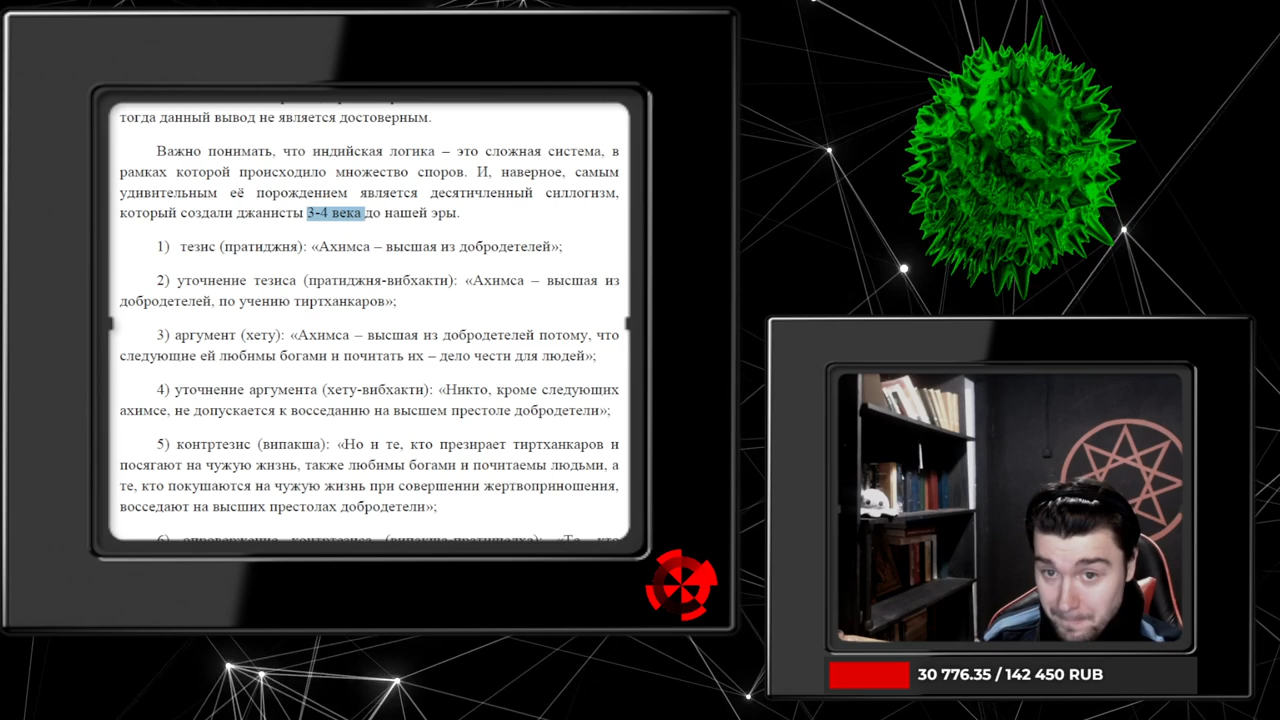 тогда данный вывод не является достоверным.
Важно понимать, что индийская логика – это сложная система, в
рамках которой происходило множество споров. И, наверное, самым
удивительным её порождением является десятичленный силлогизм,
который создали джанисты 3-4 века до нашей эры.
1) тезис (пратиджня): «Ахимса – высшая из добродетелей»;
2) уточнение тезиса (пратиджня-вибхакти): «Ахимса – высшая из
добродетелей, по учению тиртханкаров»;
3) аргумент (хету): «Ахимса – высшая из добродетелей потому, что
следующие ей любимы богами и почитать их – дело чести для людей»;
4) уточнение аргумента (хету-вибхакти): «Никто, кроме следующих
ахимсе, не допускается к восседанию на высшем престоле добродетели»;
5) контртезис (випакша): «Но и те, кто презирает тиртханкаров и
посягают на чужую жизнь, также любимы богами и почитаемы людьми, а
те, кто покушаются на чужую жизнь при совершении жертвоприношения,
восседают на высших престолах добродетели»;
30 776.35 / 142 450 RUB